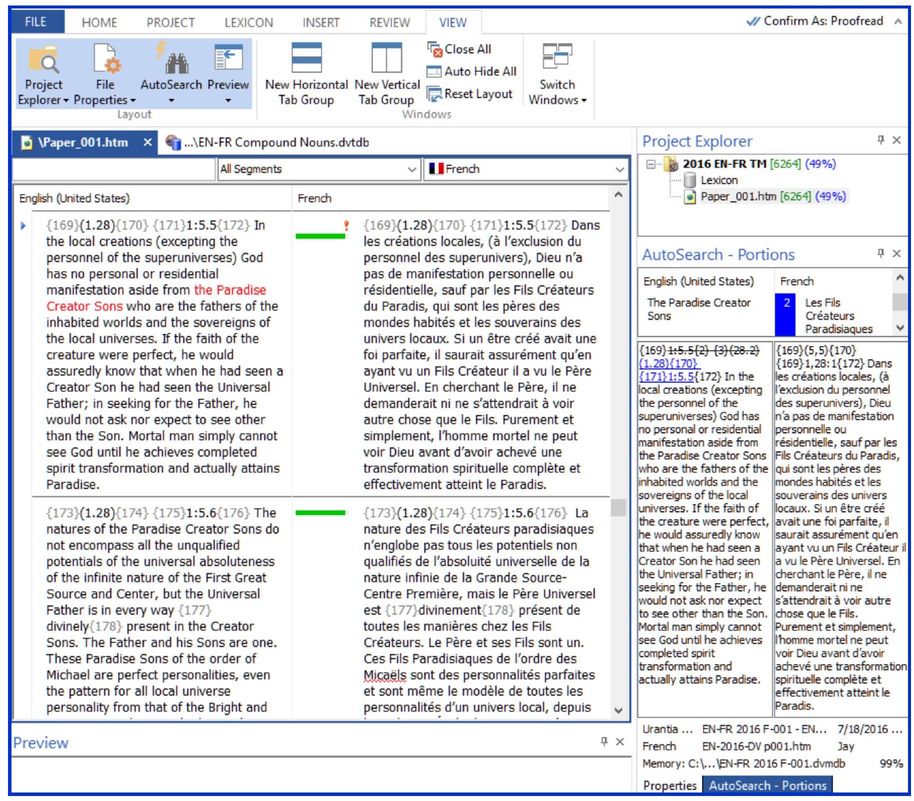 FILE HOME PROJECT LEXICON INSERT REVIEW VIEW Confirm As: Proofread
Project Explorer
File Properties
AutoSearch
Preview
Layout
New Horizontal Tab Group
New Vertical Tab Group
Close All
Auto Hide All
Reset Layout
Switch Windows
Windows
\Paper_001.htm × ...\EN-FR Compound Nouns.dvtdb
All Segments French
English (United States)
French
{169}(1.28){170} {171}1:5.5{172} In
the local creations (excepting the
personnel of the superuniverses) God
has no personal or residential
manifestation aside from the Paradise
Creator Sons who are the fathers of the
inhabited worlds and the sovereigns of
the local universes. If the faith of the
creature were perfect, he would
assuredly know that when he had seen a
Creator Son he had seen the Universal
Father; in seeking for the Father, he
would not ask nor expect to see other
than the Son. Mortal man simply cannot
see God until he achieves completed
spirit transformation and actually attains
Paradise.
{169}(1.28){170} {171}1:5.5{172} Dans
les créations locales, (à l’exclusion du
personnel des superunivers), Dieu n’a
pas de manifestation personnelle ou
résidentielle, sauf par les Fils Créateurs
du Paradis, qui sont les pères des
mondes habités et les souverains des
univers locaux. Si un être créé avait une
foi parfaite, il saurait assurément qu’en
ayant vu un Fils Créateur il a vu le Père
Universel. En cherchant le Père, il ne
demanderait ni ne s’attendrait à voir
autre chose que le Fils. Purement et
simplement, l’homme mortel ne peut
voir Dieu avant d’avoir achevé une
transformation spirituelle complète et
effectivement atteint le Paradis.
{173}(1.28){174} {175}1:5.6{176} The
natures of the Paradise Creator Sons do
not encompass all the unqualified
potentials of the universal absoluteness
of the infinite nature of the First Great
Source and Center, but the Universal
Father is in every way {177}
divinely{178} present in the Creator
Sons. The Father and his Sons are one.
These Paradise Sons of the order of
Michael are perfect personalities, even
the pattern for all local universe
personality from that of the Bright and
{173}(1.28){174} {175}1:5.6{176} La
nature des Fils Créateurs paradisiaques
n’englobe pas tous les potentiels non
qualifiés de l’absoluité universelle de la
nature infinie de la Grande Source-
Centre Première, mais le Père Universel
est {177}divinement{178} présent de
toutes les manières chez les Fils
Créateurs. Le Père et ses Fils sont un.
Ces Fils Paradisiaques de l’ordre des
Micaëls sont des personnalités parfaites
et sont même le modèle de toutes les
personnalités d’un univers local, depuis
Preview
Project Explorer
2016 EN-FR TM [6264] (49%)
Lexicon
Paper_001.htm [6264] (49%)
AutoSearch - Portions
English (United States) French
The Paradise Creator
Sons
2 Les Fils
Créateurs
Paradisiaques
{169}1:5.5{2} {3}(28.2)
(1.28){170}
{171}1:5.5{172} In the local
creations (excepting the
personnel of the
superuniverses) God has no
personal or residential
manifestation aside from
the Paradise Creator Sons
who are the fathers of the
inhabited worlds and the
sovereigns of the local
universes. If the faith of
the creature were perfect,
he would assuredly know
that when he had seen a
Creator Son he had seen
the Universal Father; in
seeking for the Father, he
would not ask nor expect
to see other than the Son.
Mortal man simply cannot
see God until he achieves
completed spirit
transformation and
actually attains Paradise.
{169}(5,5){170}
{169}1,28:1{172} Dans
les créations locales, (à
l’exclusion du personnel
des superunivers), Dieu
n’a pas de manifestation
personnelle ou
résidentielle, sauf par les
Fils Créateurs du Paradis,
qui sont les pères des
mondes habités et les
souverains des univers
locaux. Si un être créé
avait une foi parfaite, il
saurait assurément qu’en
ayant vu un Fils Créateur il
a vu le Père Universel. En
cherchant le Père, il ne
demanderait ni ne
s’attendrait à voir autre
chose que le Fils.
Purement et simplement,
l’homme mortel ne peut
voir Dieu avant d’avoir
achevé une transformation
spirituelle complète et
effectivement atteint le
Paradis.
Urantia ... EN-FR 2016 F-001 - EN... 7/18/2016 ...
French EN-2016-DV p001.htm Jay
Memory: C:\...\EN-FR 2016 F-001.dvmdb 99%
Properties AutoSearch - Portions